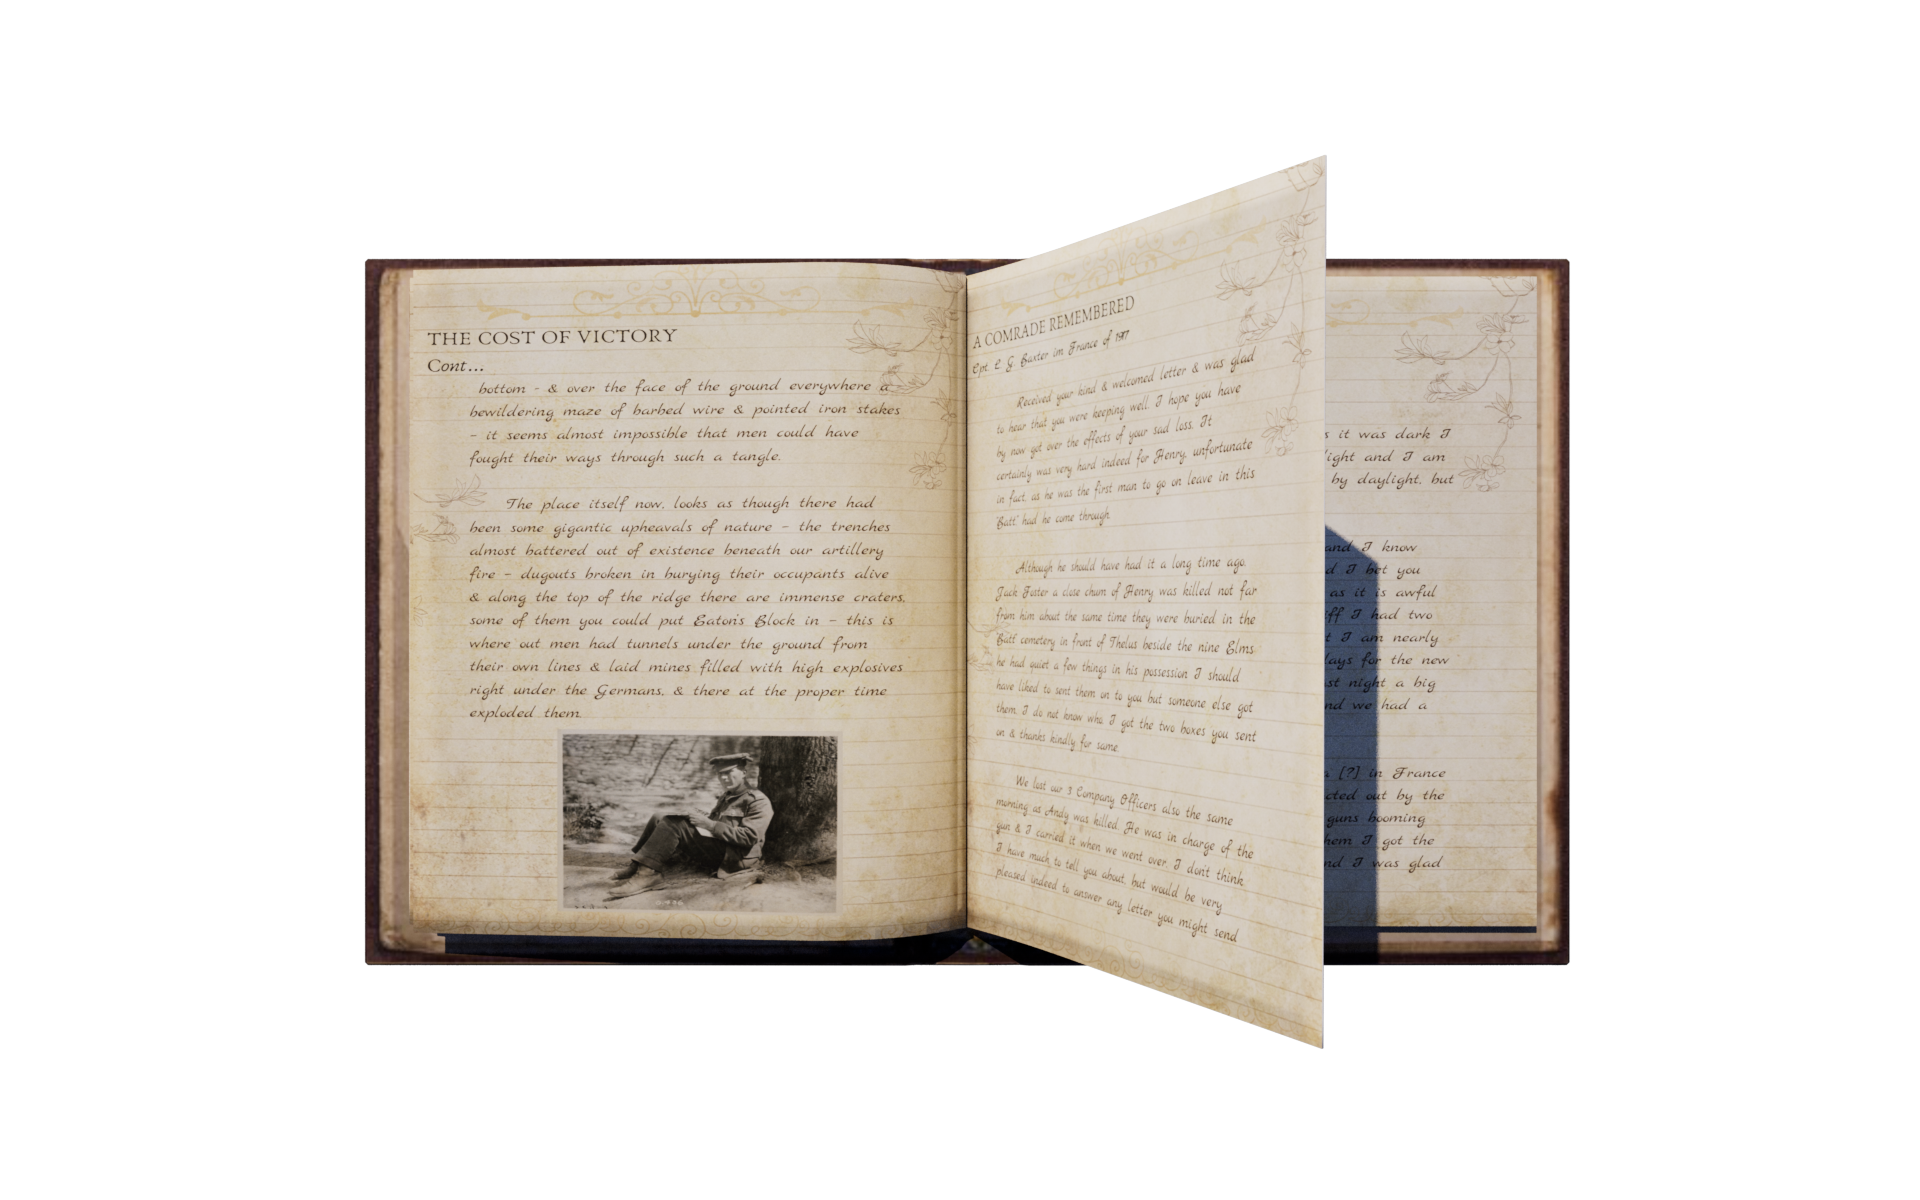 THE COST OF VICTORY
Cont...
bottom - & over the face of the ground everywhere a
bewildering maze of barbed wire & pointed iron stakes
- it seems almost impossible that men could have
fought their ways through such a tangle.
The place itself now, looks as though there had
been some gigantic upheavals of nature - the trenches
almost battered out of existence beneath our artillery
fire - dugouts broken in burying their occupants alive
& along the top of the ridge there are immense craters,
some of them you could put Eaton's Block in - this is
where out men had tunnels under the ground from
their own lines & laid mines filled with high explosives
right under the Germans, & there at the proper time
exploded them.
A COMRADE REMEMBERED
Cpt. E G. Baxter im France of 1917
Received your kind & welcomed letter & was glad
to hear that you were keeping well. I hope you have
by now got over the effects of your sad loss. It
certainly was very hard indeed for Henry, unfortunate
in fact, as he was the first man to go on leave in this
"Batt." had he come through.
Although he should have had it a long time ago.
Jack Foster a close chum of Henry was killed not far
from him about the same time they were buried in the
"Batt" cemetery in front of Thelus beside the nine Elms
he had quiet a few things in his possession I should
have liked to sent them on to you but someone else got
them. I do not know who. I got the two boxes you sent
on & thanks kindly for same.
We lost our 3 Company Officers also the same
morning as Andy was killed. He was in charge of the
gun & I carried it when we went over. I don't think
I have much to tell you about, but would be very
pleased indeed to answer any letter you might send
it was dark I
light and I am
by daylight, but
and I know
I bet you
as it is awful
I had two
I am nearly
days for the new
night a big
and we had a
[?] in France
out by the
guns booming
them I got the
I was glad